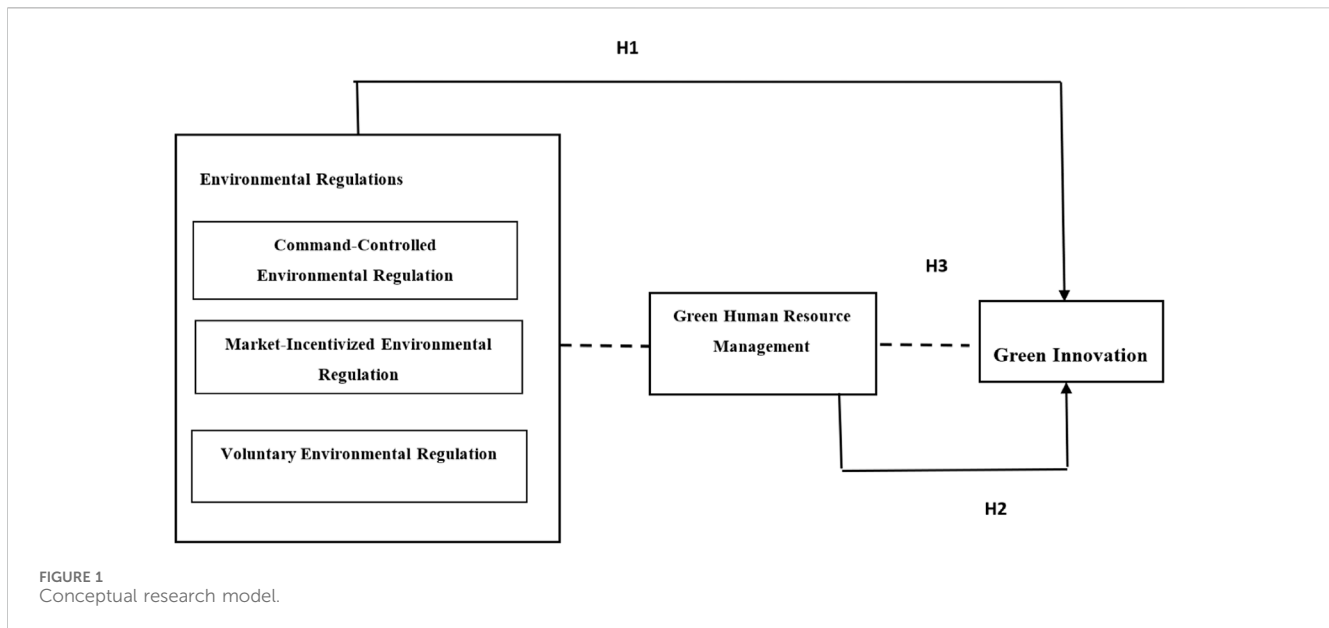 H1
Environmental Regulations
Command-Controlled
Environmental Regulation
Market-Incentivized Environmental
Regulation
Voluntary Environmental Regulation
Green Human Resource
Management
H3
Green Innovation
H2
FIGURE 1
Conceptual research model.